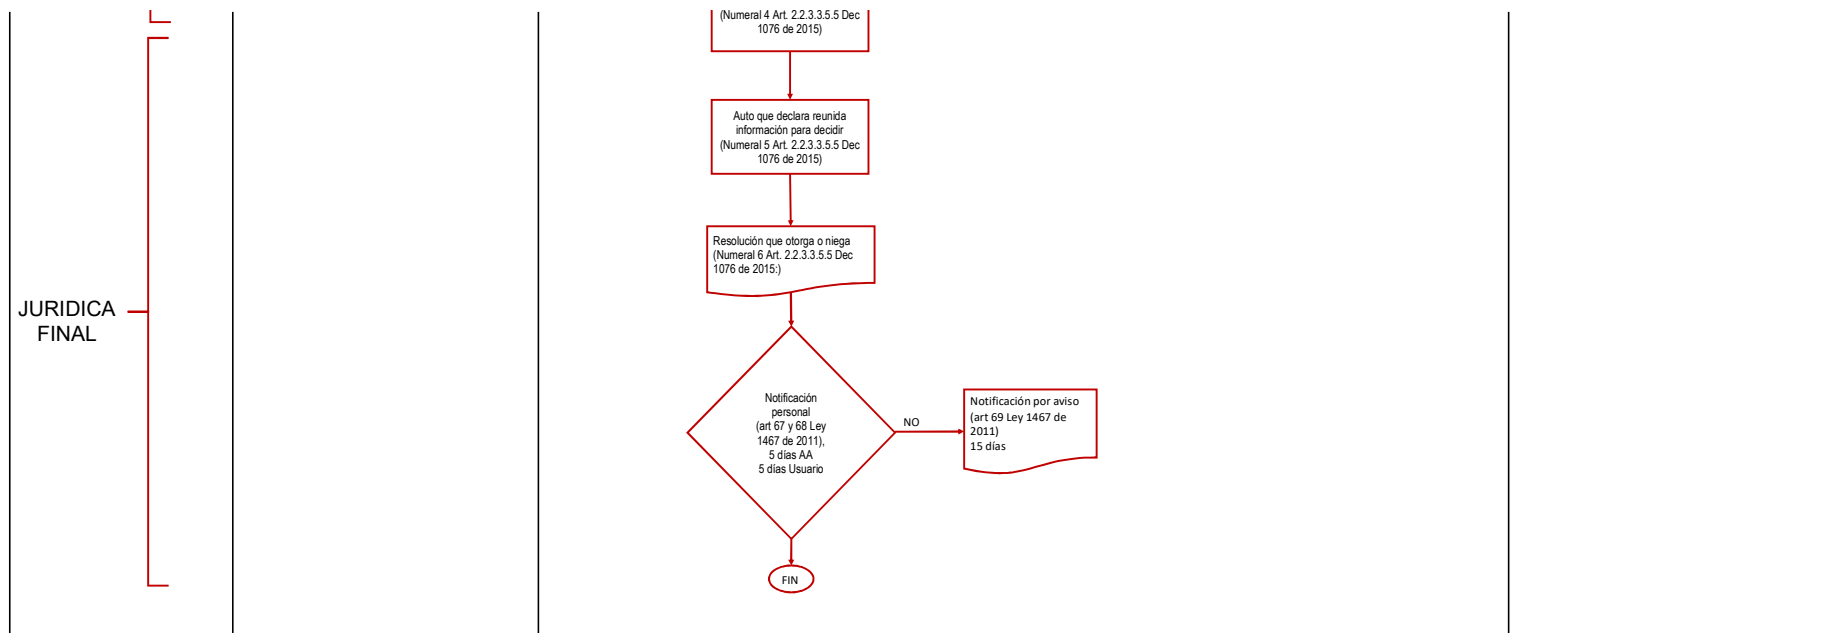 (Numeral 4 Art. 2.2.3.3.5.5 Dec
1076 de 2015)
Auto que declara reunida
información para decidir
(Numeral 5 Art. 2.2.3.3.5.5 Dec
1076 de 2015)
Resolución que otorga o niega
(Numeral 6 Art. 2.2.3.3.5.5 Dec
1076 de 2015:)
JURIDICA
FINAL
Notificación
personal
(art 67 y 68 Ley
1467 de 2011),
5 días AA
5 días Usuario
NO
Notificación por aviso
(art 69 Ley 1467 de
2011)
15 días
FIN